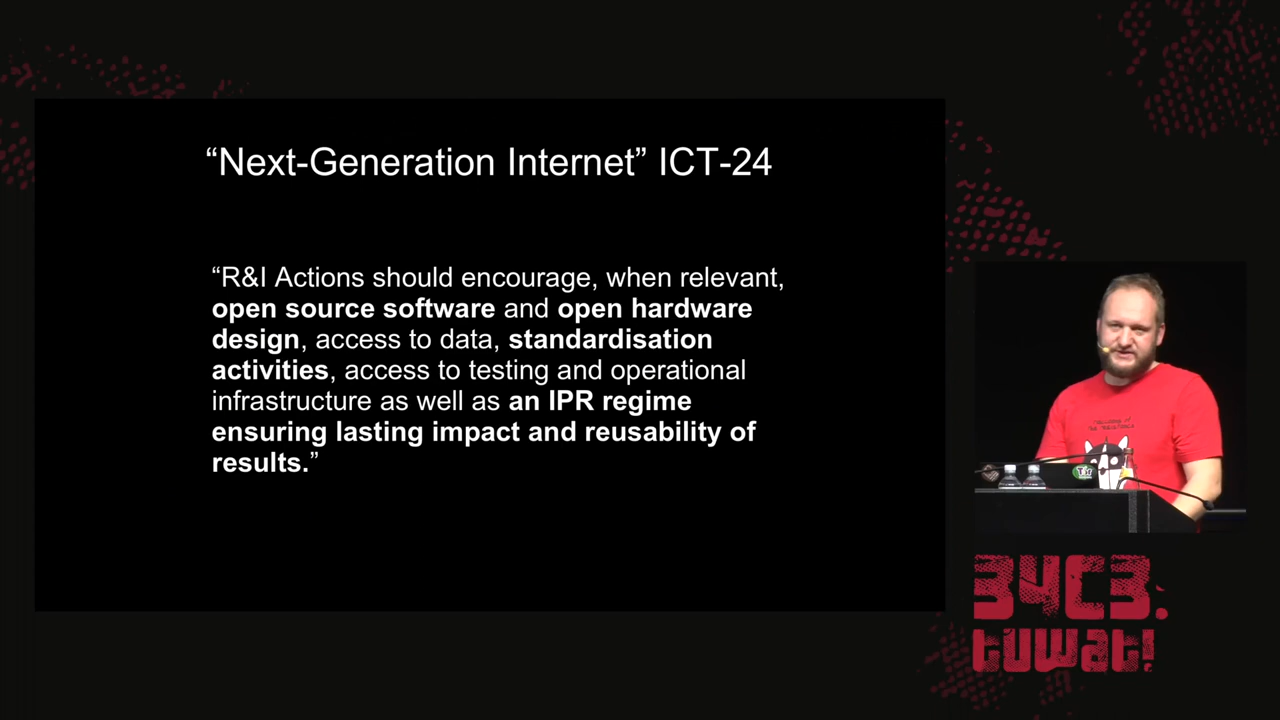 “Next-Generation Internet” ICT-24
“R&I Actions should encourage, when relevant,
open source software and open hardware
design, access to data, standardisation
activities, access to testing and operational
infrastructure as well as an IPR regime
ensuring lasting impact and reusability of
results.”
34C3.
tuwat!